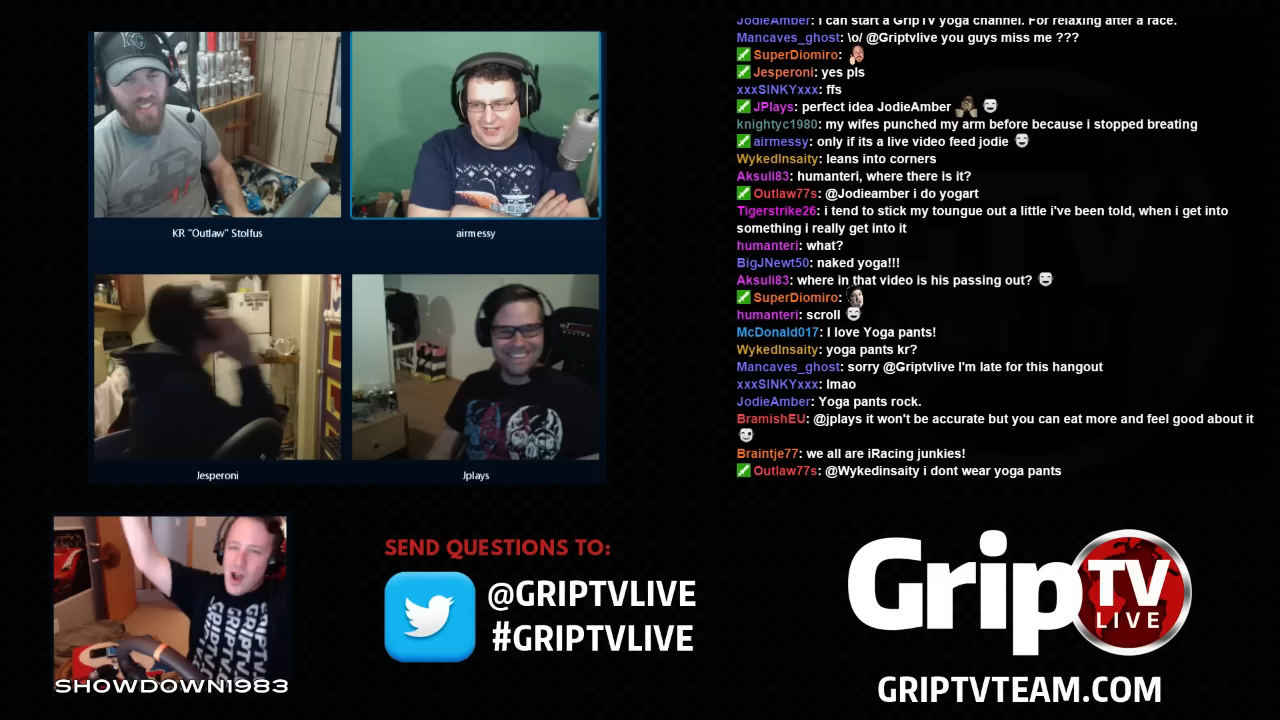 JodieAmber: I can start a GripTV yoga channel. For relaxing after a race.
Mancaves_ghost: \o/ @Griptvlive you guys miss me ???
SuperDiomiro:
Jesperoni: yes pls
xxxSINKYxxx: ffs
JPlays: perfect idea JodieAmber
knightyc1980: my wifes punched my arm before because i stopped breating
airmessy: only if its a live video feed jodie
WykedInsaity: leans into corners
Aksuli83: humanteri, where there is it?
Outlaw77s: @Jodieamber i do yogart
Tigerstrike26: i tend to stick my toungue out a little i've been told, when i get into
something i really get into it
humanteri: what?
BigJNewt50: naked yoga!!!
Aksuli83: where in that video is his passing out?
SuperDiomiro:
humanteri: scroll
McDonald017: I love Yoga pants!
WykedInsaity: yoga pants kr?
Mancaves_ghost: sorry @Griptvlive I'm late for this hangout
xxxSINKYxxx: lmao
JodieAmber: Yoga pants rock.
BramishEU: @jplays it won't be accurate but you can eat more and feel good about it
Braintje77: we all are iRacing junkies!
Outlaw77s: @Wykedinsaity i dont wear yoga pants
KR "Outlaw" Stolfus
airmessy
Jesperoni
Jplays
SHOWDOWN1983
SEND QUESTIONS TO:
@GRIPTVLIVE
#GRIPTVLIVE
GripTV
LIVE
GRIPTVTEAM.COM